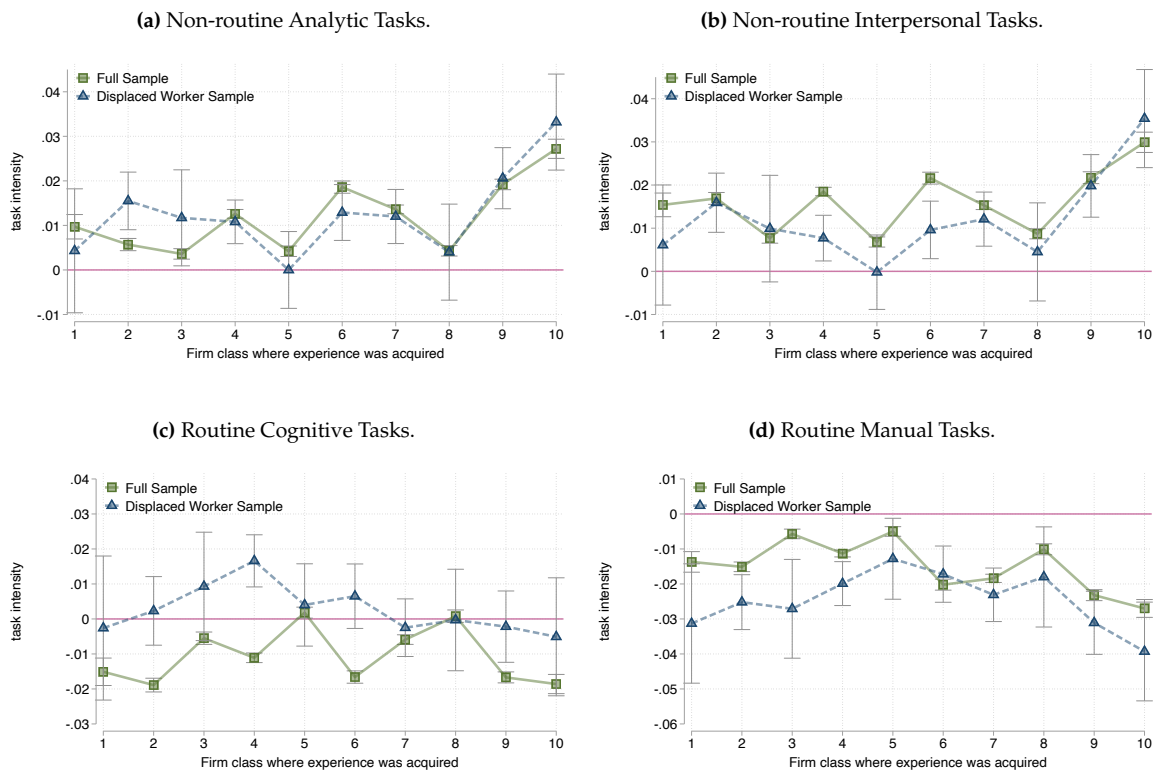 (a) Non-routine Analytic Tasks.
Full Sample
Displaced Worker Sample
.04
.03
.02
.01
0
-.01
task intensity
1 2 3 4 5 6 7 8 9 10
Firm class where experience was acquired
(b) Non-routine Interpersonal Tasks.
Full Sample
Displaced Worker Sample
.04
.03
.02
.01
0
-.01
task intensity
1 2 3 4 5 6 7 8 9 10
Firm class where experience was acquired
(c) Routine Cognitive Tasks.
Full Sample
Displaced Worker Sample
.04
.03
.02
.01
0
-.01
-.02
-.03
task intensity
1 2 3 4 5 6 7 8 9 10
Firm class where experience was acquired
(d) Routine Manual Tasks.
Full Sample
Displaced Worker Sample
.01
0
-.01
-.02
-.03
-.04
-.05
-.06
task intensity
1 2 3 4 5 6 7 8 9 10
Firm class where experience was acquired